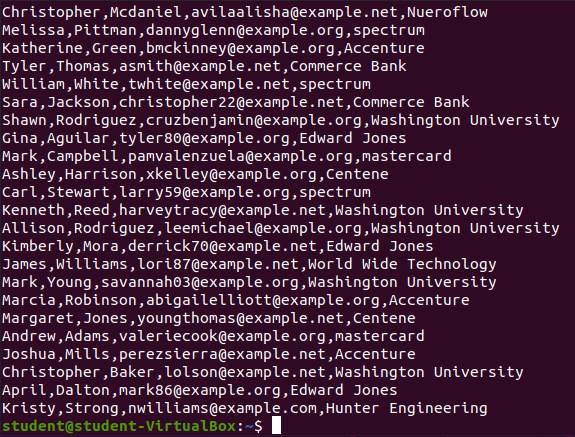 Christopher,Mcdaniel,avilaalisha@example.net,Nueroflow
Melissa,Pittman,dannyglenn@example.org,spectrum
Katherine,Green,bmckinney@example.org,Accenture
Tyler,Thomas,asmith@example.net,Commerce Bank
William,White,twhite@example.net,spectrum
Sara,Jackson,christopher22@example.net,Commerce Bank
Shawn,Rodriguez,cruzbenjamin@example.org,Washington University
Gina,Aguilar,tyler80@example.org,Edward Jones
Mark,Campbell,pamvalenzuela@example.org,mastercard
Ashley,Harrison,xkelley@example.org,Centene
Carl,Stewart,larry59@example.org,spectrum
Kenneth,Reed,harveytracy@example.net,Washington University
Allison,Rodriguez,leemichael@example.org,Washington University
Kimberly,Mora,derrick70@example.net,Edward Jones
James,Williams,lori87@example.net,World Wide Technology
Mark,Young,savannah03@example.org,Washington University
Marcia,Robinson,abigailelliott@example.org,Accenture
Margaret,Jones,youngthomas@example.net,Centene
Andrew,Adams,valeriecook@example.org,mastercard
Joshua,Mills,perezsierra@example.net,Accenture
Christopher,Baker,lolson@example.net,Washington University
April,Dalton,mark86@example.org,Edward Jones
Kristy,Strong,nwilliams@example.com,Hunter Engineering
student@student-VirtualBox:~$